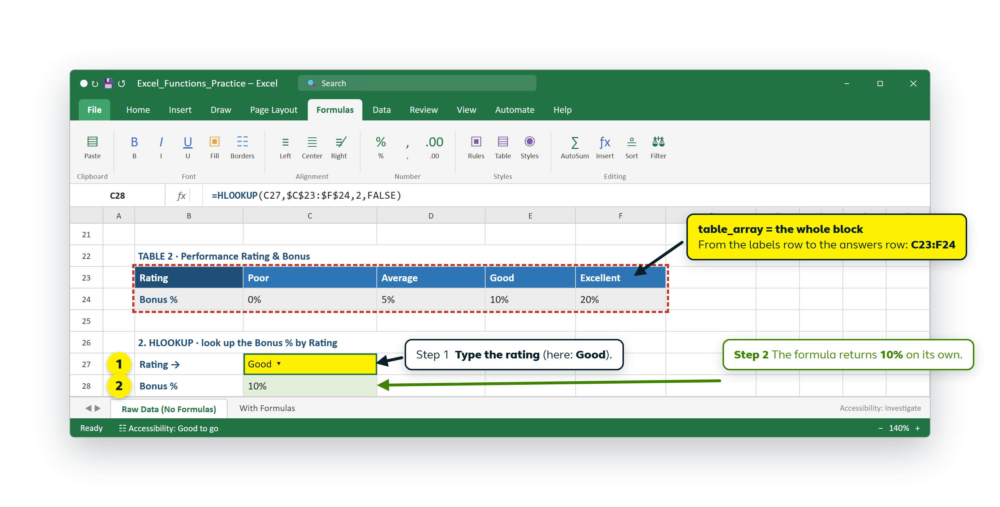 Excel_Functions_Practice – Excel
Search
File Home Insert Draw Page Layout Formulas Data Review View Automate Help
B I U % , .00 ∑ ƒx
Paste B I U Fill Borders Left Center Right % , .00 Rules Table Styles AutoSum Insert Sort Filter
Clipboard Font Alignment Number Styles Editing
C28 fx =HLOOKUP(C27,$C$23:$F$24,2,FALSE)
A B C D E F
table_array = the whole block
From the labels row to the answers row: C23:F24
21
22 TABLE 2 · Performance Rating & Bonus
23 Rating Poor Average Good Excellent
24 Bonus % 0% 5% 10% 20%
25
26 2. HLOOKUP · look up the Bonus % by Rating
Step 1 Type the rating (here: Good).
Step 2 The formula returns 10% on its own.
27 1 Rating → Good ▼
28 2 Bonus % 10%
Raw Data (No Formulas) With Formulas Accessibility: Investigate
Ready Accessibility: Good to go − 140% +